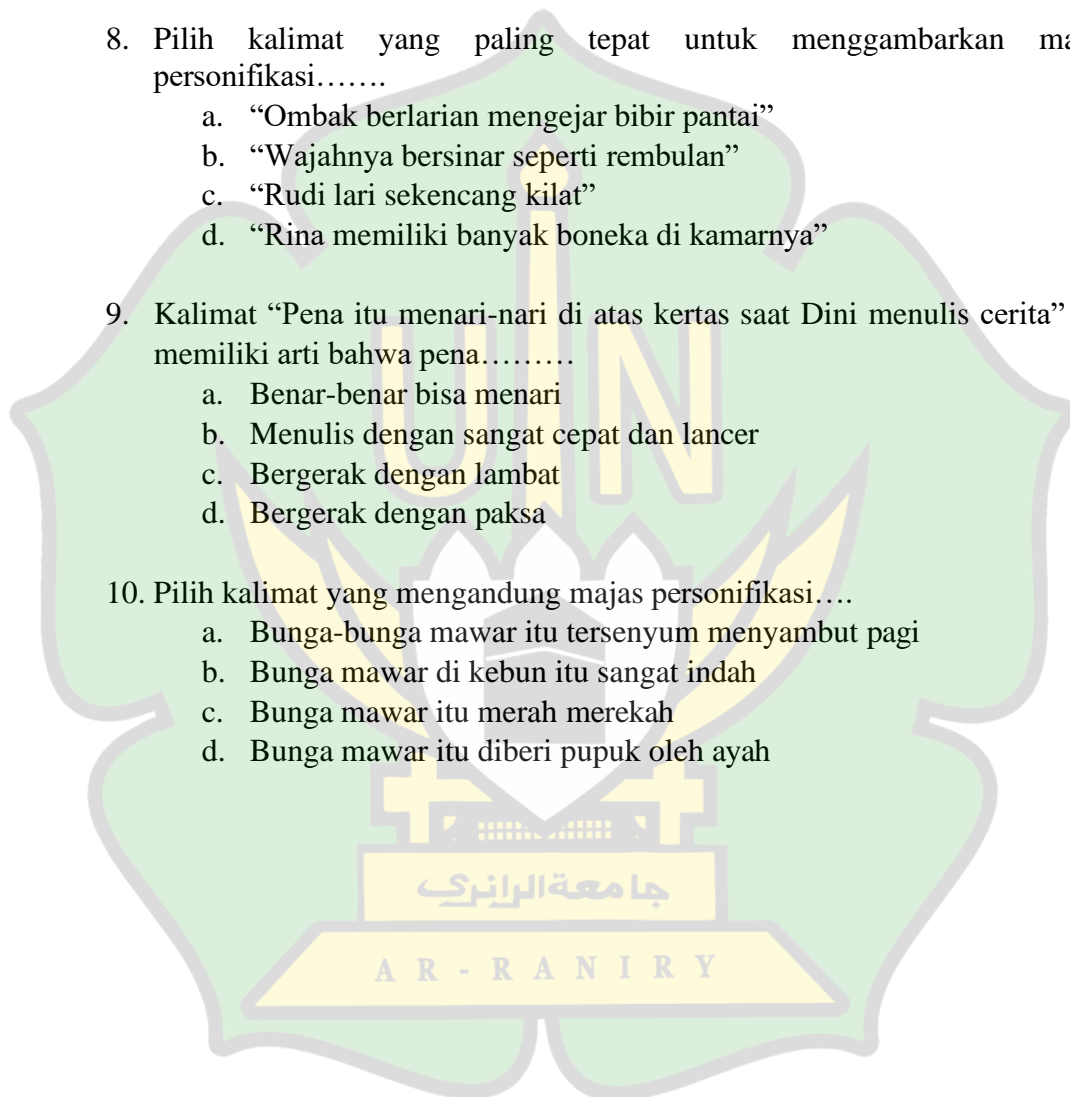 8. Pilih kalimat yang paling tepat untuk menggambarkan ma
personifikasi…….
a. “Ombak berlarian mengejar bibir pantai”
b. “Wajahnya bersinar seperti rembulan”
c. “Rudi lari sekencang kilat”
d. “Rina memiliki banyak boneka di kamarnya”
9. Kalimat “Pena itu menari-nari di atas kertas saat Dini menulis cerita”
memiliki arti bahwa pena………
a. Benar-benar bisa menari
b. Menulis dengan sangat cepat dan lancer
c. Bergerak dengan lambat
d. Bergerak dengan paksa
10. Pilih kalimat yang mengandung majas personifikasi….
a. Bunga-bunga mawar itu tersenyum menyambut pagi
b. Bunga mawar di kebun itu sangat indah
c. Bunga mawar itu merah merekah
d. Bunga mawar itu diberi pupuk oleh ayah
UIN
جامعة الرانري
AR-RANIRY